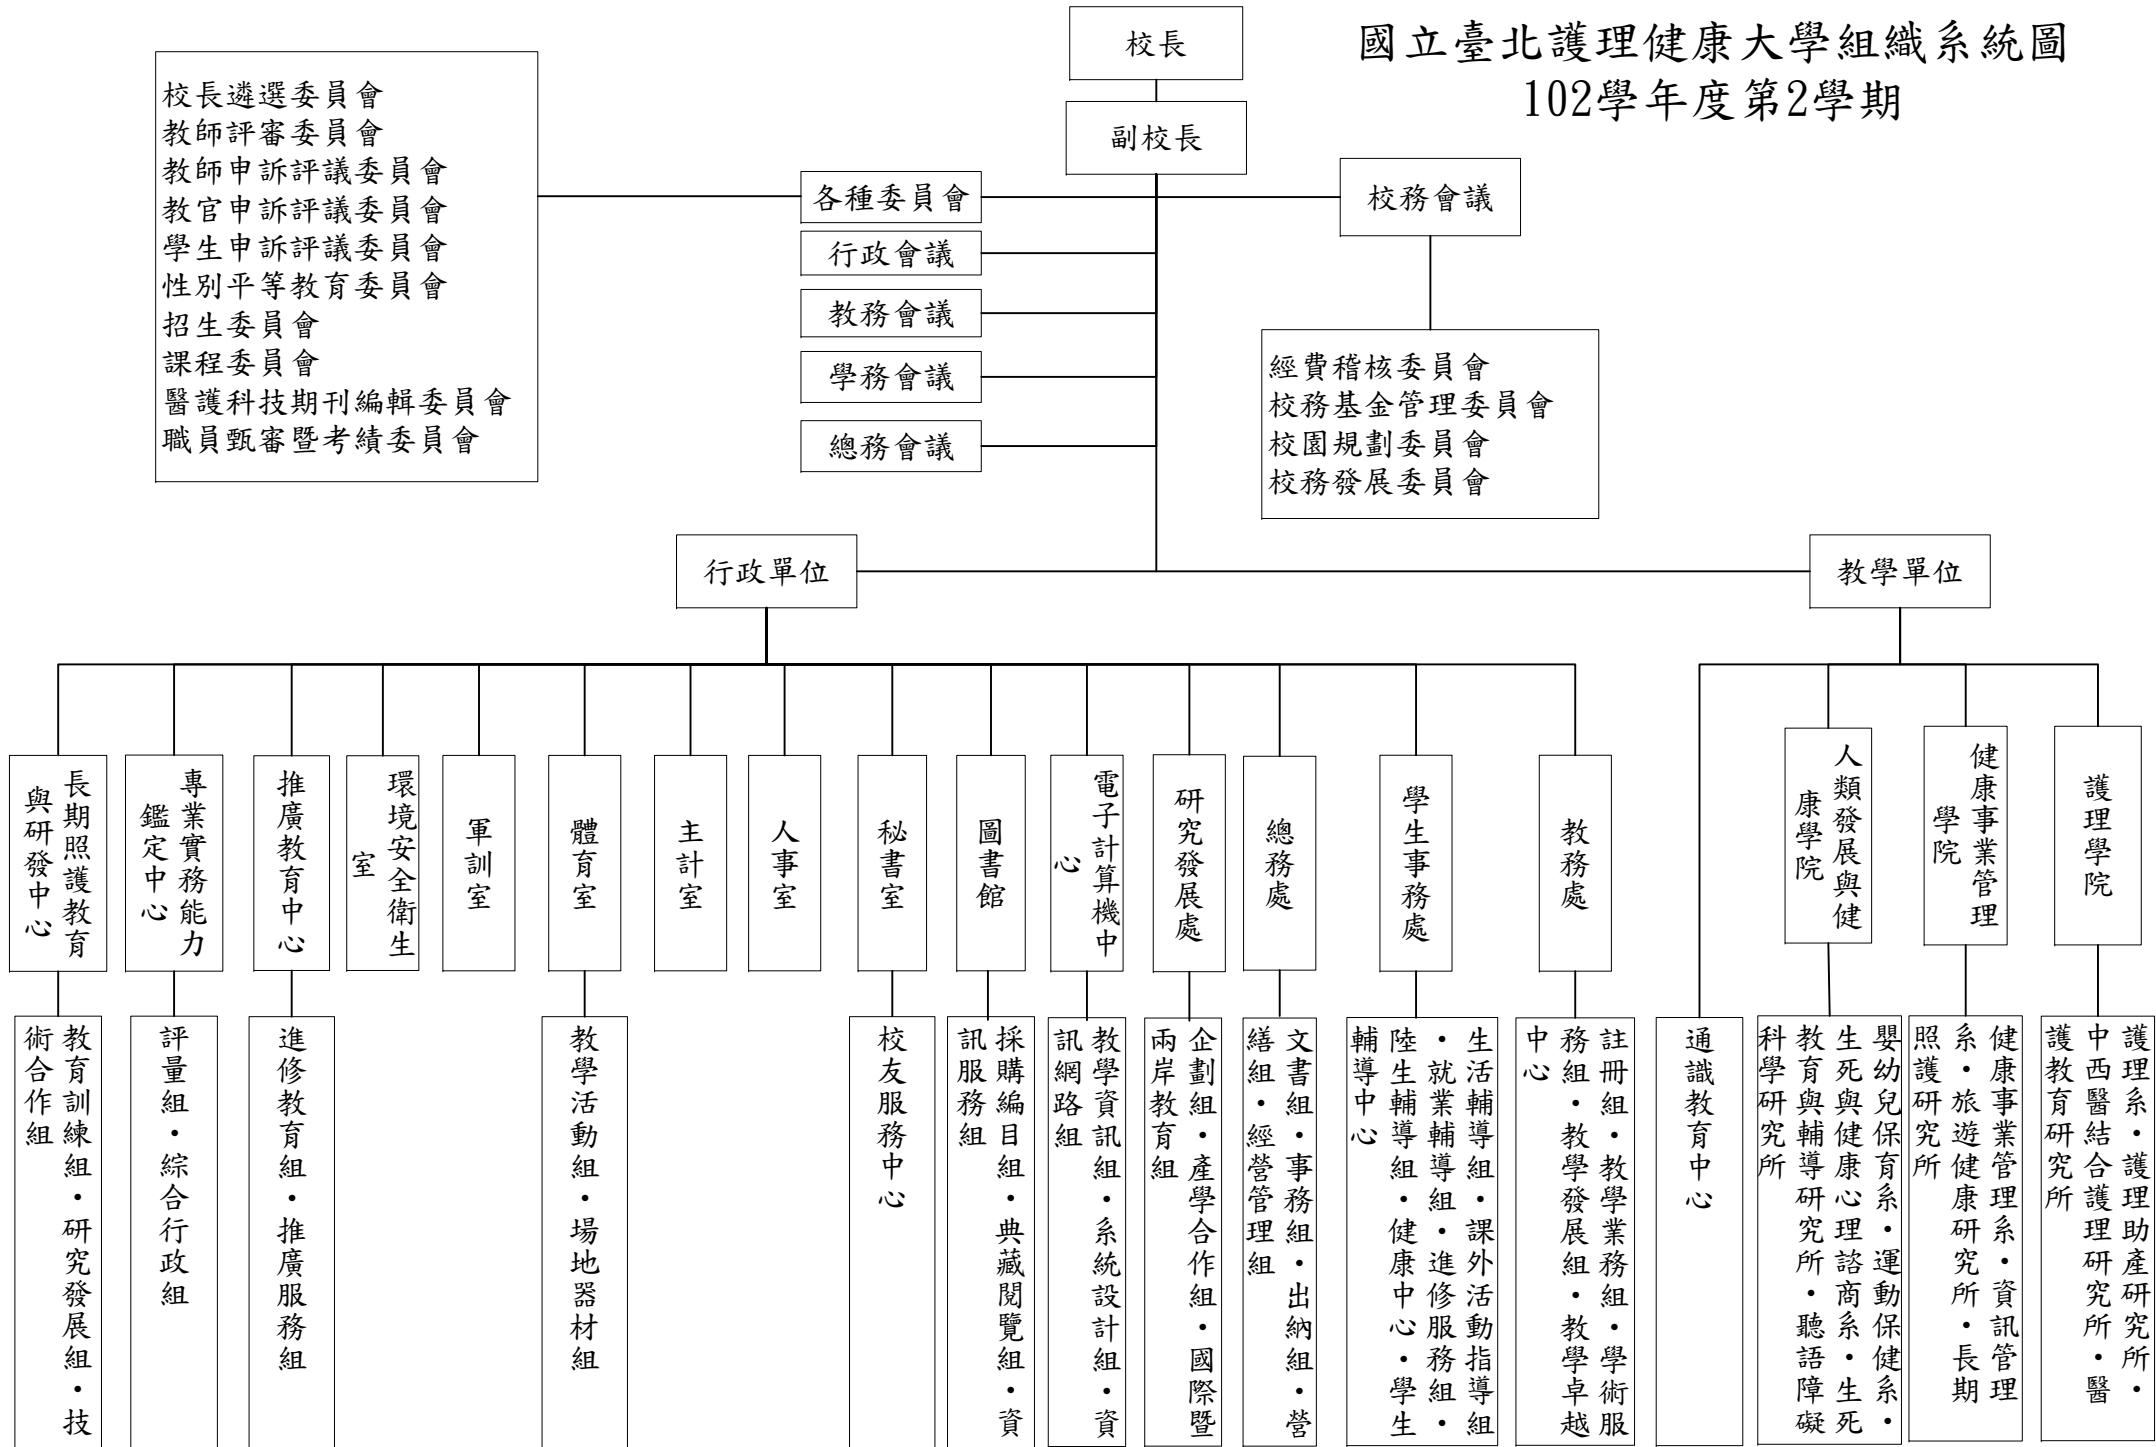 國立臺北護理健康大學組織系統圖
102學年度第2學期
校長
副校長
校長遴選委員會
教師評審委員會
教師申訴評議委員會
教官申訴評議委員會
學生申訴評議委員會
性別平等教育委員會
招生委員會
課程委員會
醫護科技期刊編輯委員會
職員甄審暨考績委員會
各種委員會
行政會議
教務會議
學務會議
總務會議
校務會議
經費稽核委員會
校務基金管理委員會
校園規劃委員會
校務發展委員會
行政單位
教學單位
長期照護教育
與研發中心
專業實務能力
鑑定中心
推廣教育中心
環境安全衛生
室
軍訓室
體育室
主計室
人事室
秘書室
圖書館
電子計算機中
心
研究發展處
總務處
學生事務處
教務處
人類發展與健
康學院
健康事業管理
學院
護理學院
教育訓練組・研究發展組・技
術合作組
評量組・綜合行政組
進修教育組・推廣服務組
教學活動組・場地器材組
校友服務中心
採購編目組・典藏閱覽組・資
訊服務組
教學資訊組・系統設計組・資
訊網路組
企劃組・產學合作組・國際暨
兩岸教育組
文書組・事務組・出納組・營
繕組・經營管理組
生活輔導組・課外活動指導組
・就業輔導組・進修服務組・
陸生輔導組・健康中心・學生
輔導中心
註冊組・教學業務組・學術服
務組・教學發展組・教學卓越
中心
通識教育中心
嬰幼兒保育系・運動保健系・
生死與健康心理諮商系・生死
教育與輔導研究所・聽語障礙
科學研究所
健康事業管理系・資訊管理
系・旅遊健康研究所・長期
照護研究所
護理系・護理助產研究所・
中西醫結合護理研究所・醫
護教育研究所